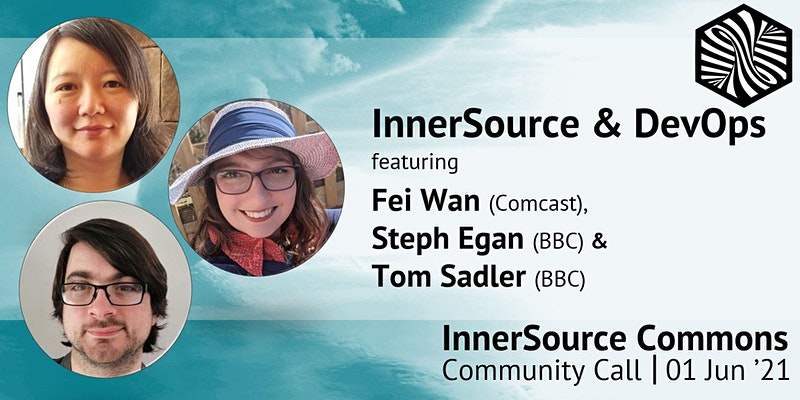 InnerSource & DevOps
featuring
Fei Wan (Comcast),
Steph Egan (BBC) &
Tom Sadler (BBC)
InnerSource Commons
Community Call | 01 Jun ’21